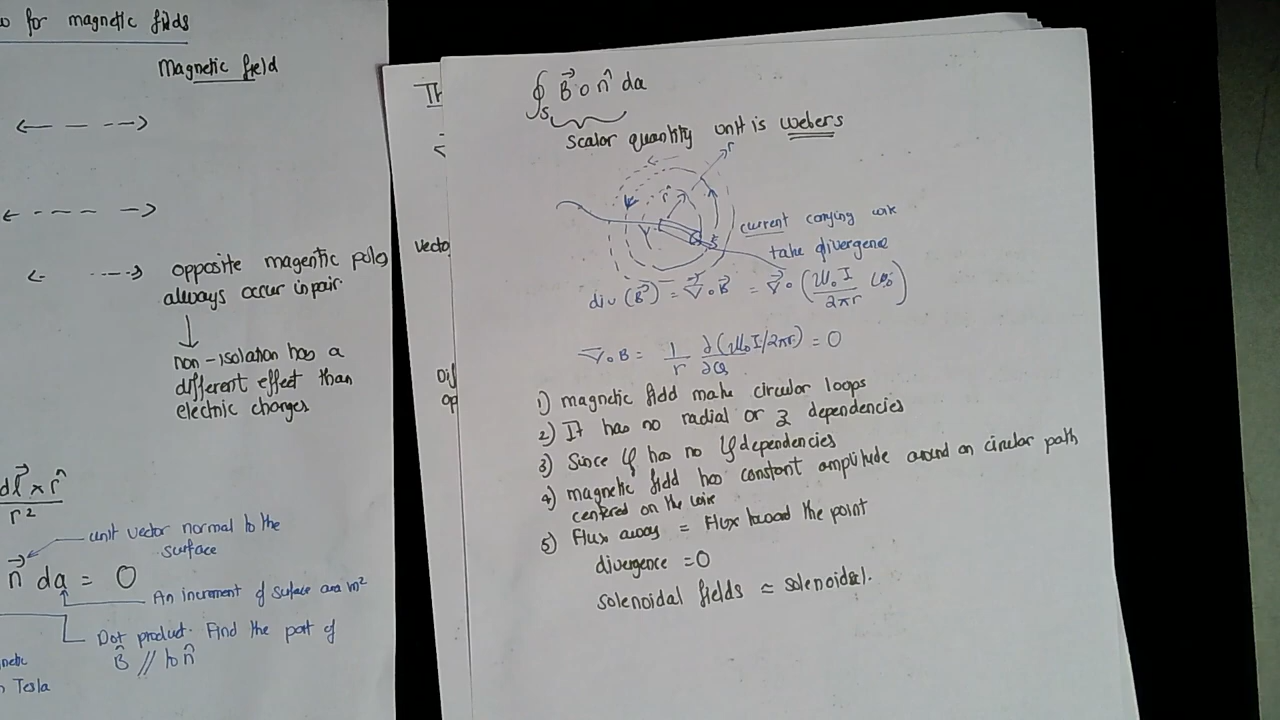 for magnetic fields
Magnetic field
opposite magentic poles
always occur in pair
non-isolation has a
different effect than
electric charges
dl⃗ × r̂
r²
unit vector normal to the
surface
n⃗ da = 0
An increment of surface area m²
Dot product. Find the part of
B̂ // to n̂
Tesla
Th
vecto
Dif
op
∮s B⃗ o n̂ da
scalar quantity unit is webers
r
r̂
current carrying wire
take divergence
div (B⃗) = ∇⃗ o B⃗ = ∇⃗ o (μ₀I / 2πr φ̂)
∇ o B = 1/r ∂(μ₀I/2πr)/∂φ = 0
1) magnetic field make circular loops
2) It has no radial or z dependencies
3) Since φ has no φ dependencies
4) magnetic field has constant amplitude around an circular path
centered on the wire
5) Flux away = Flux toward the point
divergence = 0
solenoidal fields = solenoidal.